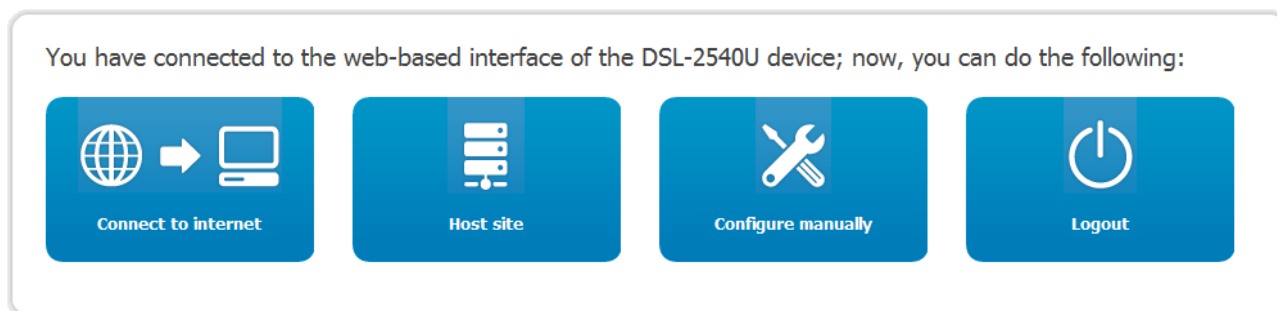 You have connected to the web-based interface of the DSL-2540U device; now, you can do the following:
Connect to internet
Host site
Configure manually
Logout